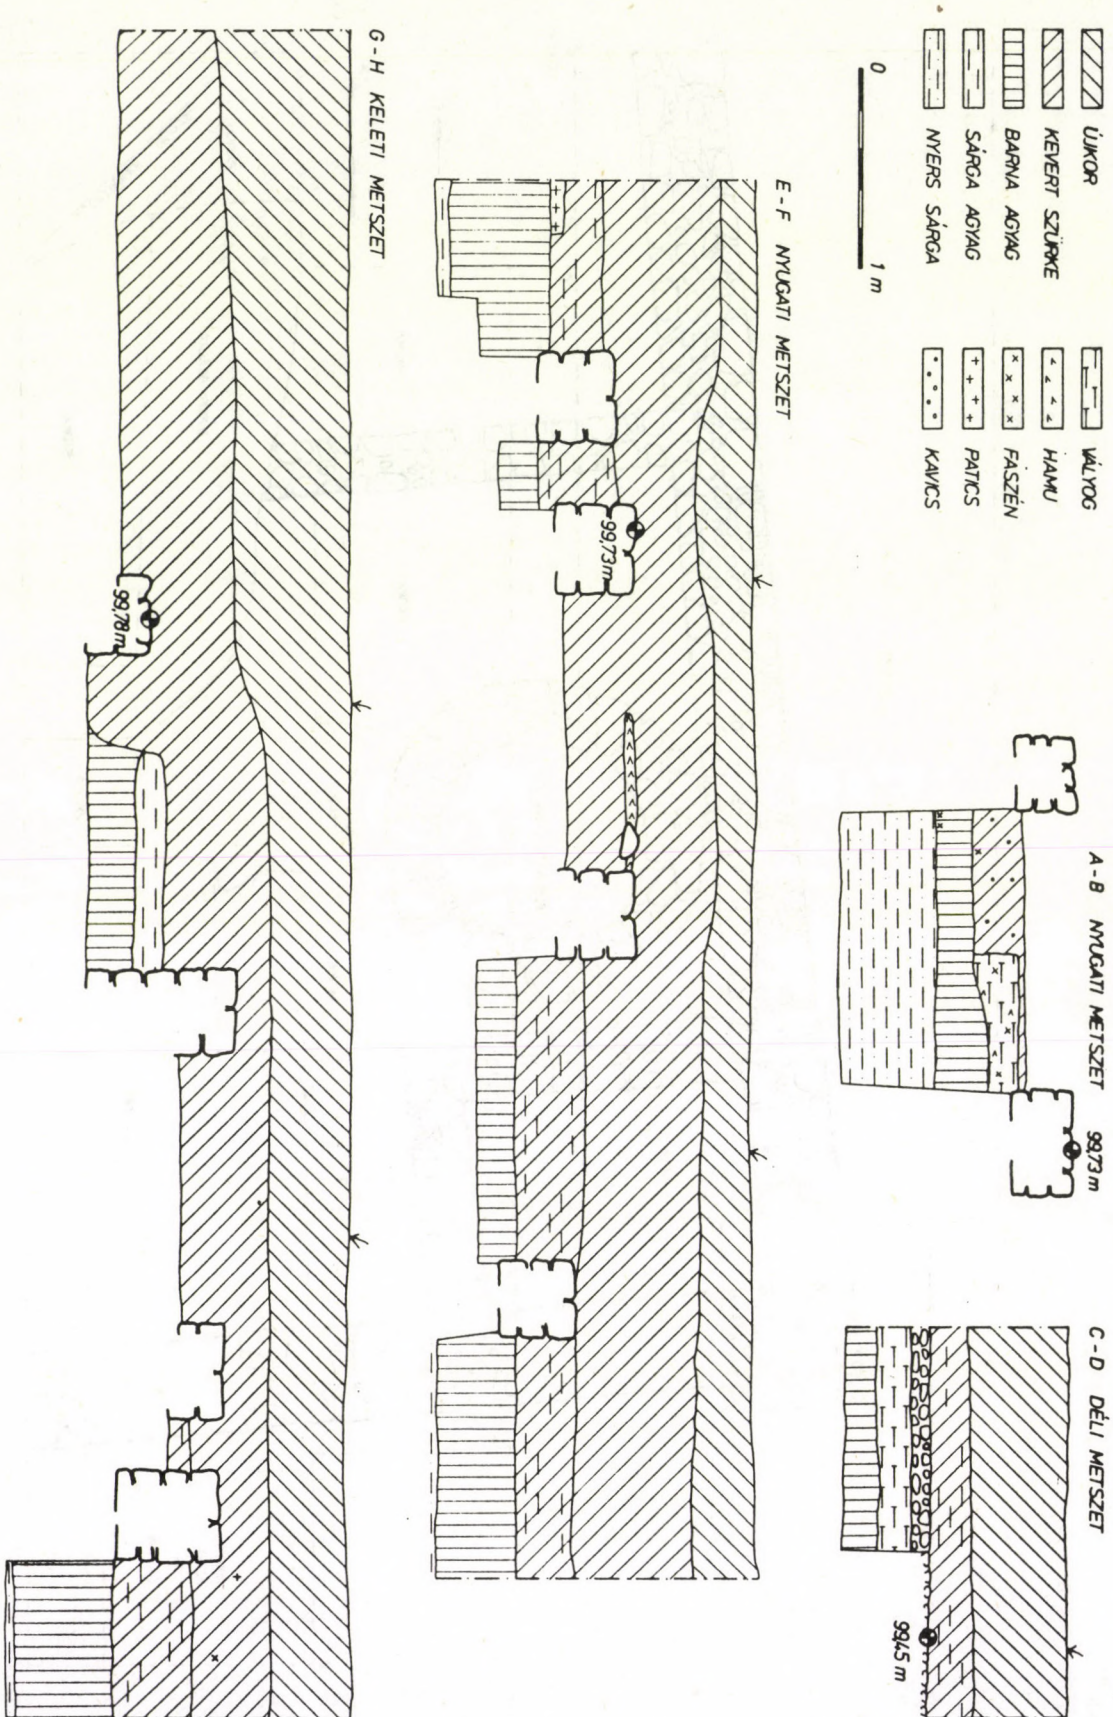 ÚJKOR
KEVERT SZÜRKE
BARNA AGYAG
SÁRGA AGYAG
NYERS SÁRGA
VÁLYOG
HAMU
FASZÉN
PATICS
KAVICS
0 1 m
A-B NYUGATI METSZET
99,73 m
C-D DÉLI METSZET
99,45 m
E-F NYUGATI METSZET
99,73 m
G-H KELETI METSZET
99,78 m